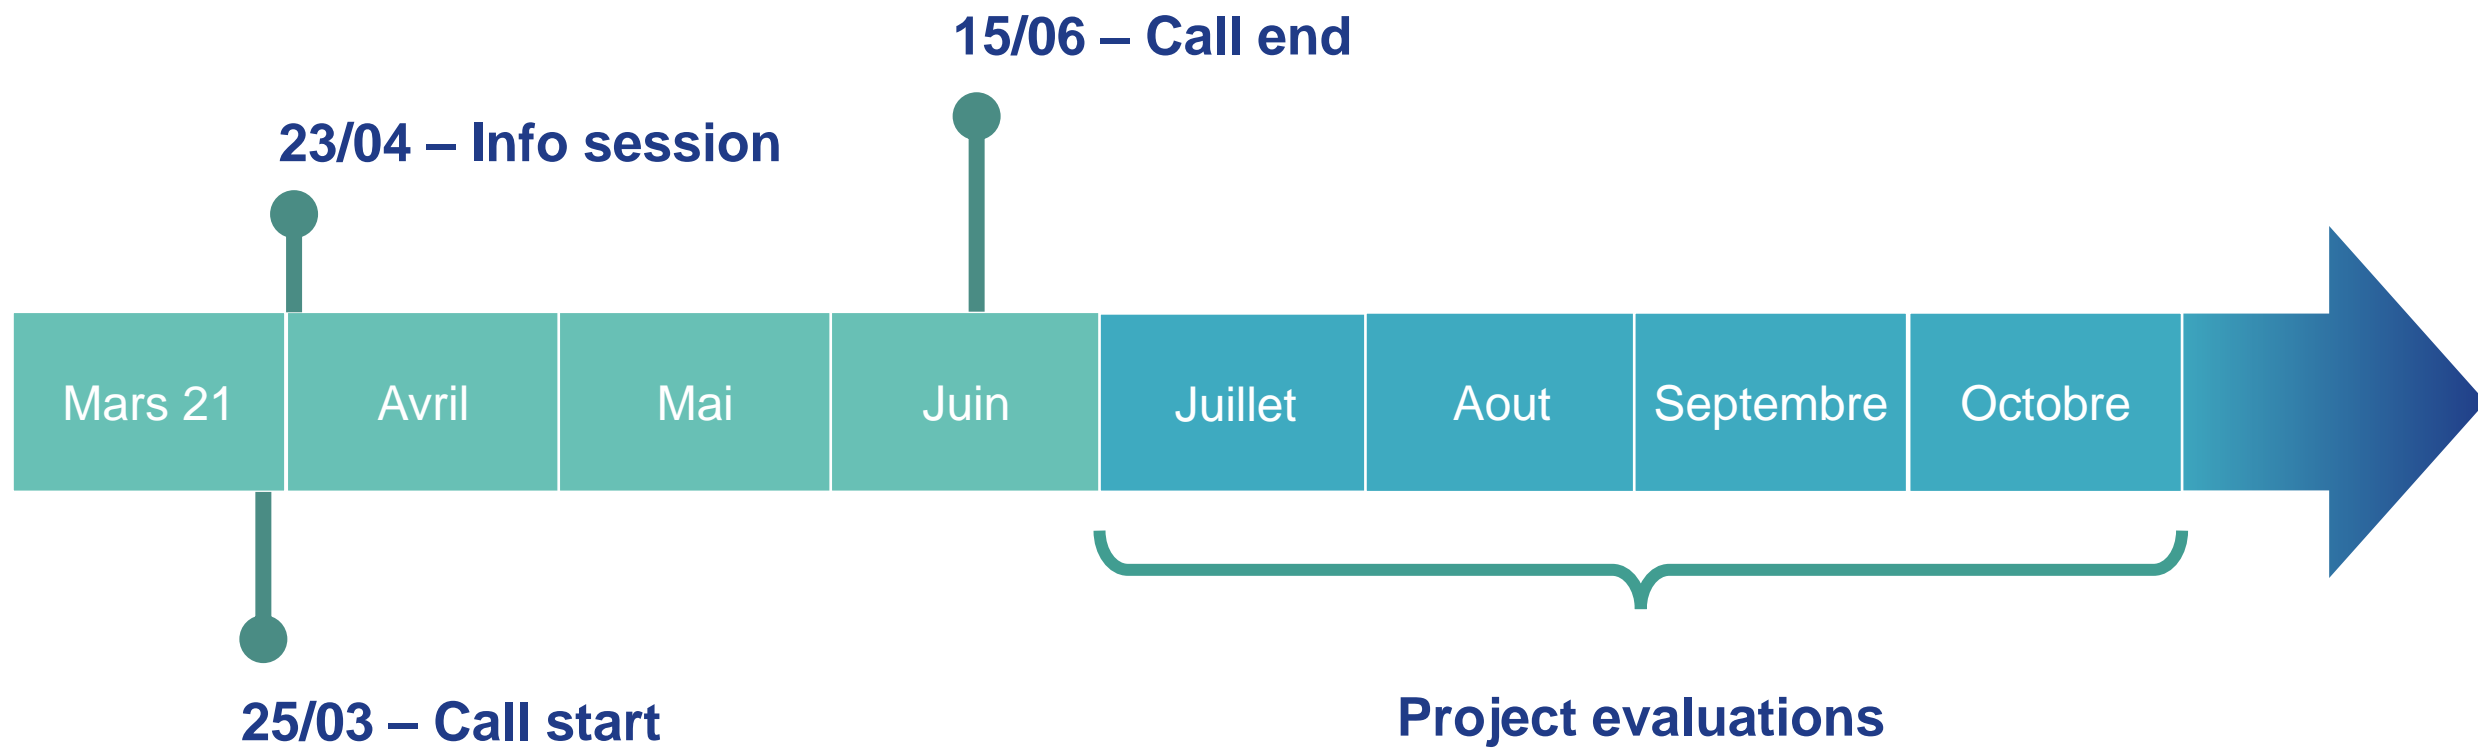 15/06 – Call end
23/04 – Info session
Mars 21
Avril
Mai
Juin
Juillet
Aout
Septembre
Octobre
25/03 – Call start
Project evaluations